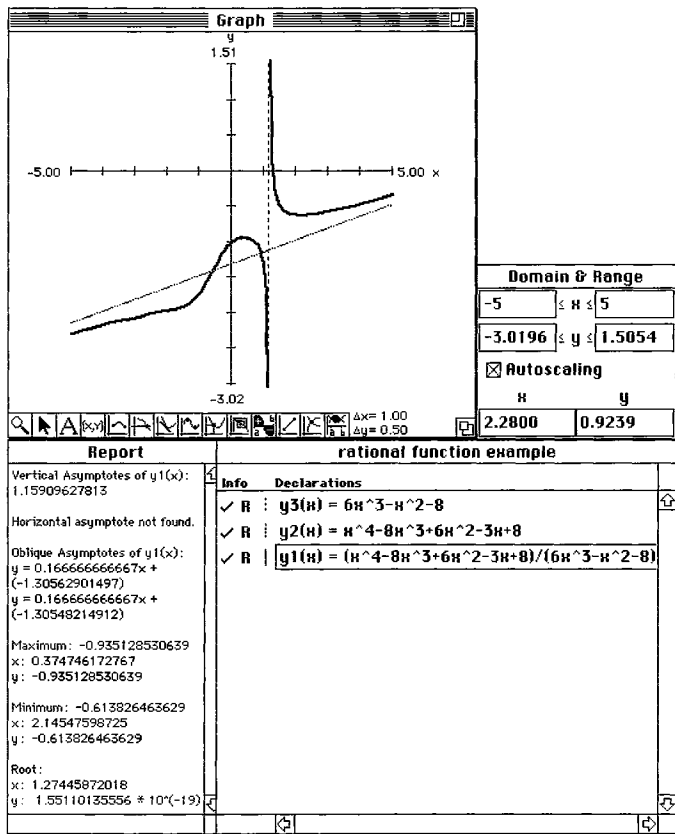 Graph
y
1.51
-5.00
5.00 x
-3.02
Δx= 1.00
Δy= 0.50
Domain & Range
-5 ≤ x ≤ 5
-3.0196 ≤ y ≤ 1.5054
Autoscaling
x y
2.2800 0.9239
Report
Vertical Asymptotes of y1(x):
1.15909627813
Horizontal asymptote not found.
Oblique Asymptotes of y1(x):
y = 0.166666666667x +
(-1.30562901497)
y = 0.166666666667x +
(-1.30548214912)
Maximum: -0.935128530639
x: 0.374746172767
y: -0.935128530639
Minimum: -0.613826463629
x: 2.14547598725
y: -0.613826463629
Root:
x: 1.27445872018
y: 1.55110135556 * 10^(-19)
rational function example
Info Declarations
✓ R y3(x) = 6x^3-x^2-8
✓ R y2(x) = x^4-8x^3+6x^2-3x+8
✓ R y1(x) = (x^4-8x^3+6x^2-3x+8)/(6x^3-x^2-8)